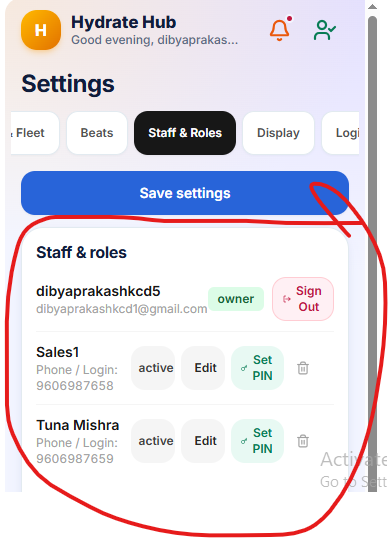 H
Hydrate Hub
Good evening, dibyaprakas...
Settings
& Fleet
Beats
Staff & Roles
Display
Save settings
Staff & roles
dibyaprakashkcd5
dibyaprakashkcd1@gmail.com
owner
Sign
Out
Sales1
Phone / Login:
9606987658
active
Edit
Set
PIN
Tuna Mishra
Phone / Login:
9606987659
active
Edit
Set
PIN
Activate
Go to Sett